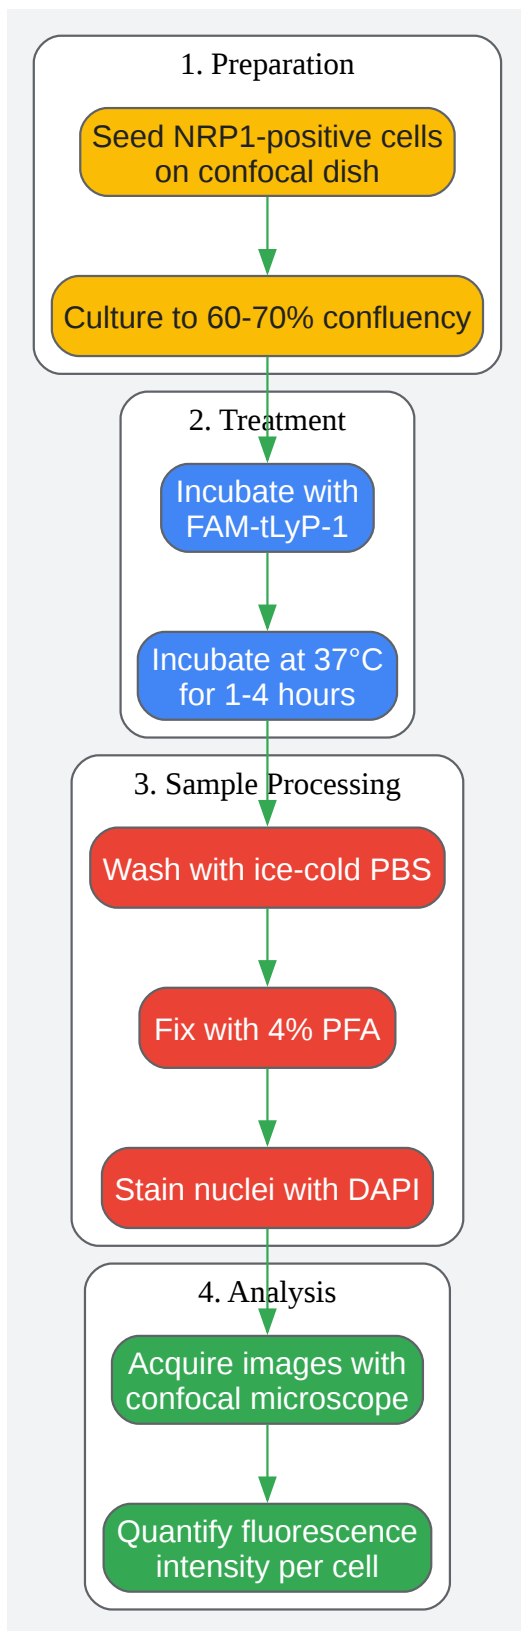 1. Preparation
Seed NRP1-positive cells
on confocal dish
Culture to 60-70% confluency
2. Treatment
Incubate with
FAM-tLyP-1
Incubate at 37°C
for 1-4 hours
3. Sample Processing
Wash with ice-cold PBS
Fix with 4% PFA
Stain nuclei with DAPI
4. Analysis
Acquire images with
confocal microscope
Quantify fluorescence
intensity per cell